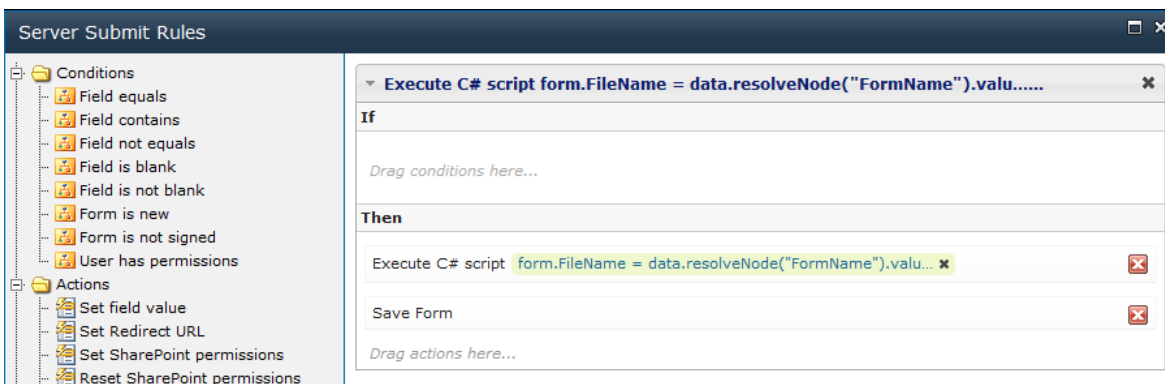 Server Submit Rules
Conditions
Field equals
Field contains
Field not equals
Field is blank
Field is not blank
Form is new
Form is not signed
User has permissions
Actions
Set field value
Set Redirect URL
Set SharePoint permissions
Reset SharePoint permissions
Execute C# script form.FileName = data.resolveNode("FormName").valu......
If
Drag conditions here...
Then
Execute C# script form.FileName = data.resolveNode("FormName").valu...
Save Form
Drag actions here...